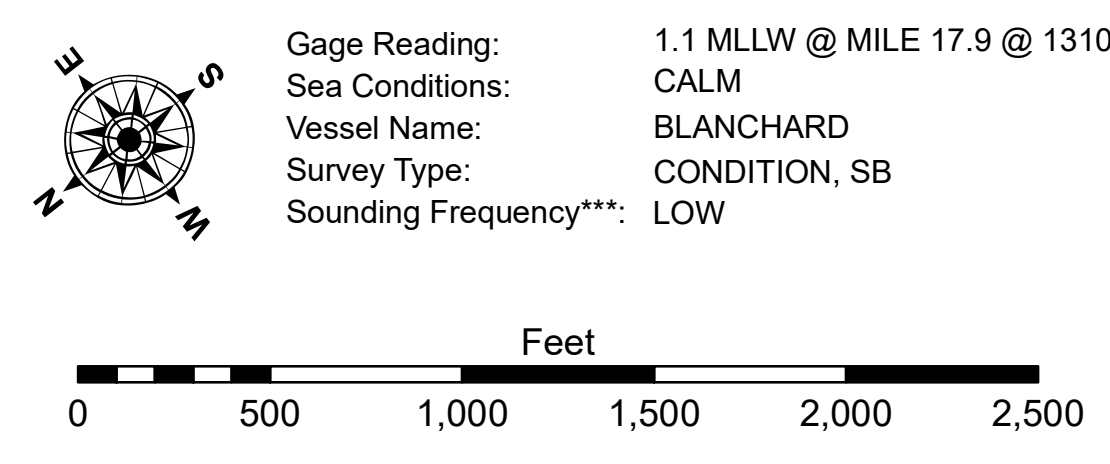 E
S
N
W
Gage Reading: 1.1 MLLW @ MILE 17.9 @ 1310
Sea Conditions: CALM
Vessel Name: BLANCHARD
Survey Type: CONDITION, SB
Sounding Frequency***: LOW
Feet
0 500 1,000 1,500 2,000 2,500